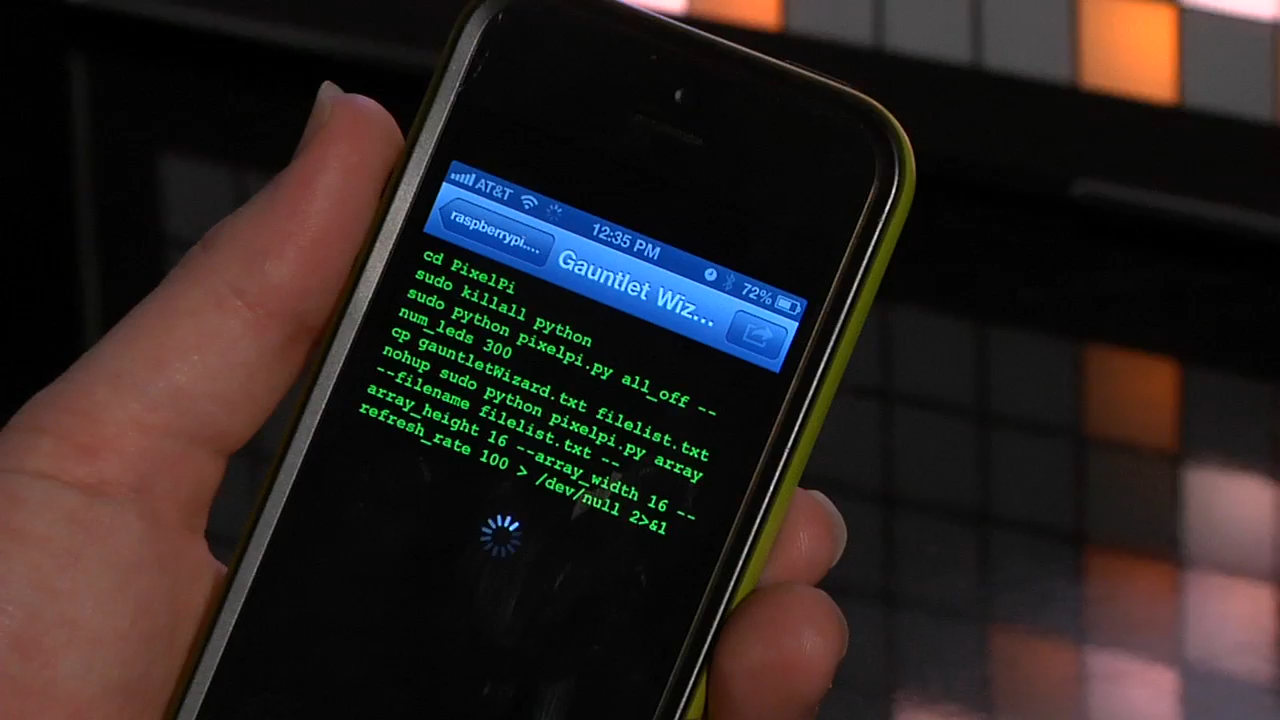 AT&T 12:35 PM 72%
raspberrypi.... Gauntlet Wiz...
cd PixelPi
sudo killall python
sudo python pixelpi.py all_off --
num_leds 300
cp gauntletWizard.txt filelist.txt
nohup sudo python pixelpi.py array
--filename filelist.txt --
array_height 16 --array_width 16 --
refresh_rate 100 > /dev/null 2>&1